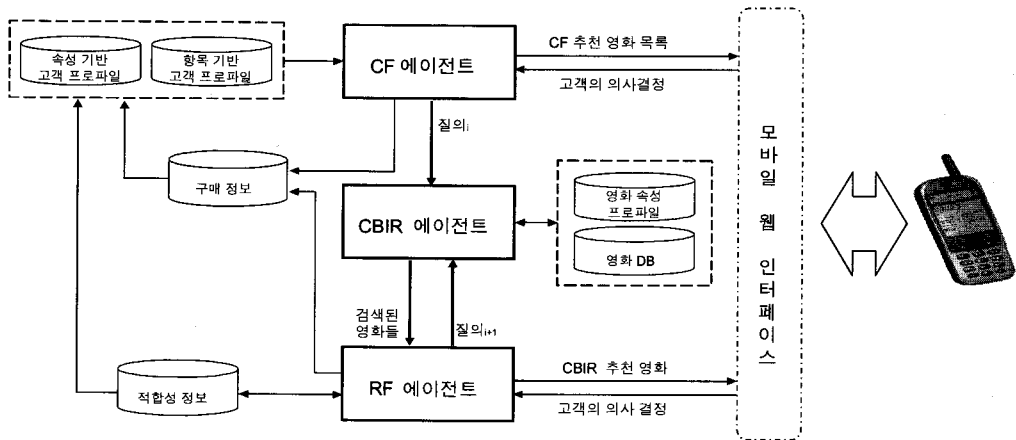 속성 기반
고객 프로파일
항목 기반
고객 프로파일
CF 에이전트
CF 추천 영화 목록
고객의 의사결정
질의i
구매 정보
CBIR 에이전트
영화 속성
프로파일
영화 DB
검색된
영화들
질의i+1
RF 에이전트
적합성 정보
CBIR 추천 영화
고객의 의사 결정
모바일 웹 인터페이스